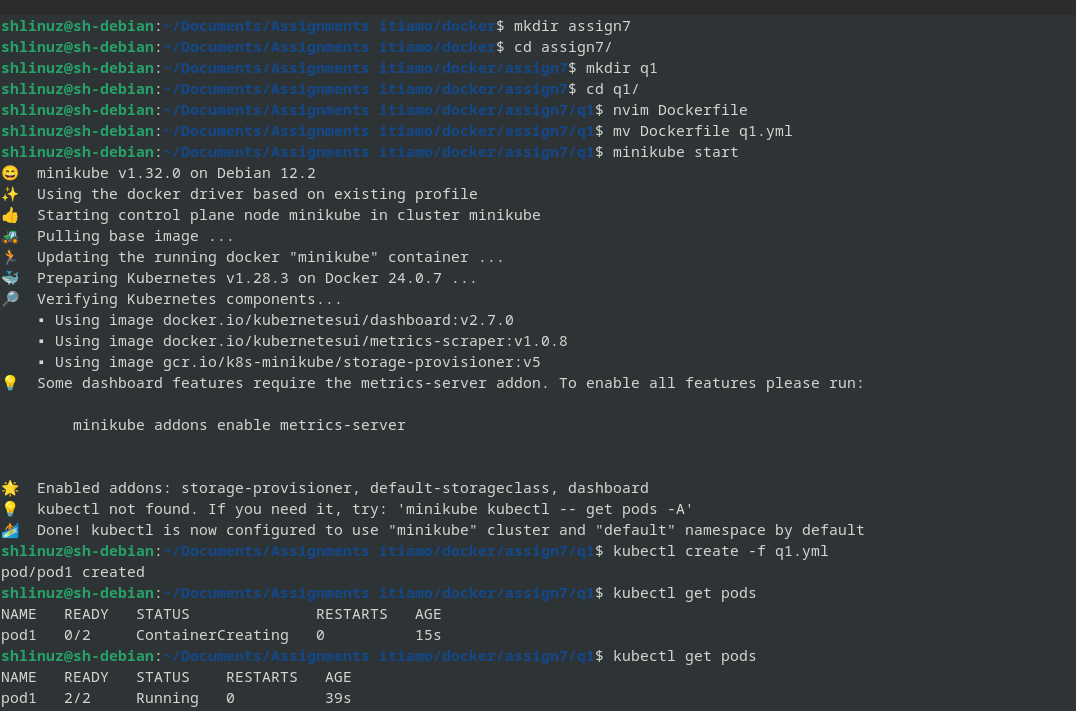 shlinuz@sh-debian:~/Documents/Assignments itiamo/docker$ mkdir assign7
shlinuz@sh-debian:~/Documents/Assignments itiamo/docker$ cd assign7/
shlinuz@sh-debian:~/Documents/Assignments itiamo/docker/assign7$ mkdir q1
shlinuz@sh-debian:~/Documents/Assignments itiamo/docker/assign7$ cd q1/
shlinuz@sh-debian:~/Documents/Assignments itiamo/docker/assign7/q1$ nvim Dockerfile
shlinuz@sh-debian:~/Documents/Assignments itiamo/docker/assign7/q1$ mv Dockerfile q1.yml
shlinuz@sh-debian:~/Documents/Assignments itiamo/docker/assign7/q1$ minikube start
😄  minikube v1.32.0 on Debian 12.2
✨  Using the docker driver based on existing profile
👍  Starting control plane node minikube in cluster minikube
🚜  Pulling base image ...
🏃  Updating the running docker "minikube" container ...
🐳  Preparing Kubernetes v1.28.3 on Docker 24.0.7 ...
🔎  Verifying Kubernetes components...
    ▪ Using image docker.io/kubernetesui/dashboard:v2.7.0
    ▪ Using image docker.io/kubernetesui/metrics-scraper:v1.0.8
    ▪ Using image gcr.io/k8s-minikube/storage-provisioner:v5
💡  Some dashboard features require the metrics-server addon. To enable all features please run:
        minikube addons enable metrics-server
🌟  Enabled addons: storage-provisioner, default-storageclass, dashboard
💡  kubectl not found. If you need it, try: 'minikube kubectl -- get pods -A'
🏄  Done! kubectl is now configured to use "minikube" cluster and "default" namespace by default
shlinuz@sh-debian:~/Documents/Assignments itiamo/docker/assign7/q1$ kubectl create -f q1.yml
pod/pod1 created
shlinuz@sh-debian:~/Documents/Assignments itiamo/docker/assign7/q1$ kubectl get pods
NAME   READY   STATUS              RESTARTS   AGE
pod1   0/2     ContainerCreating   0          15s
shlinuz@sh-debian:~/Documents/Assignments itiamo/docker/assign7/q1$ kubectl get pods
NAME   READY   STATUS    RESTARTS   AGE
pod1   2/2     Running   0          39s